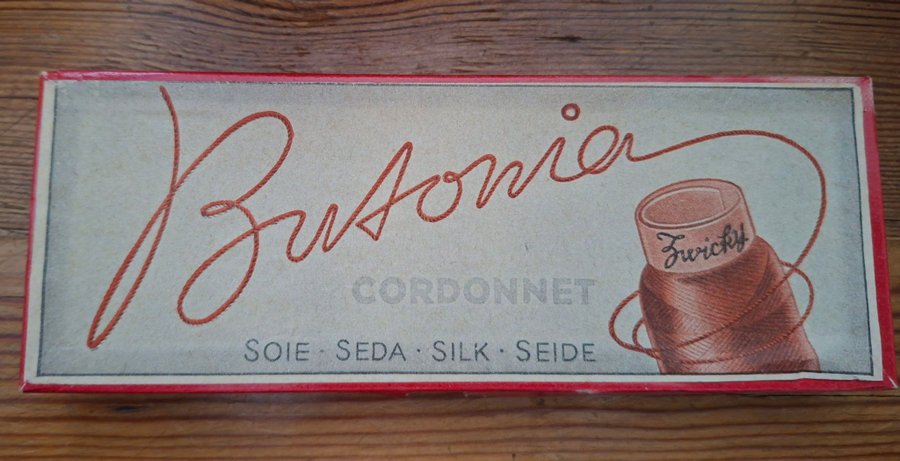 Butonia
Zwicky
CORDONNET
SOIE · SEDA · SILK · SEIDE